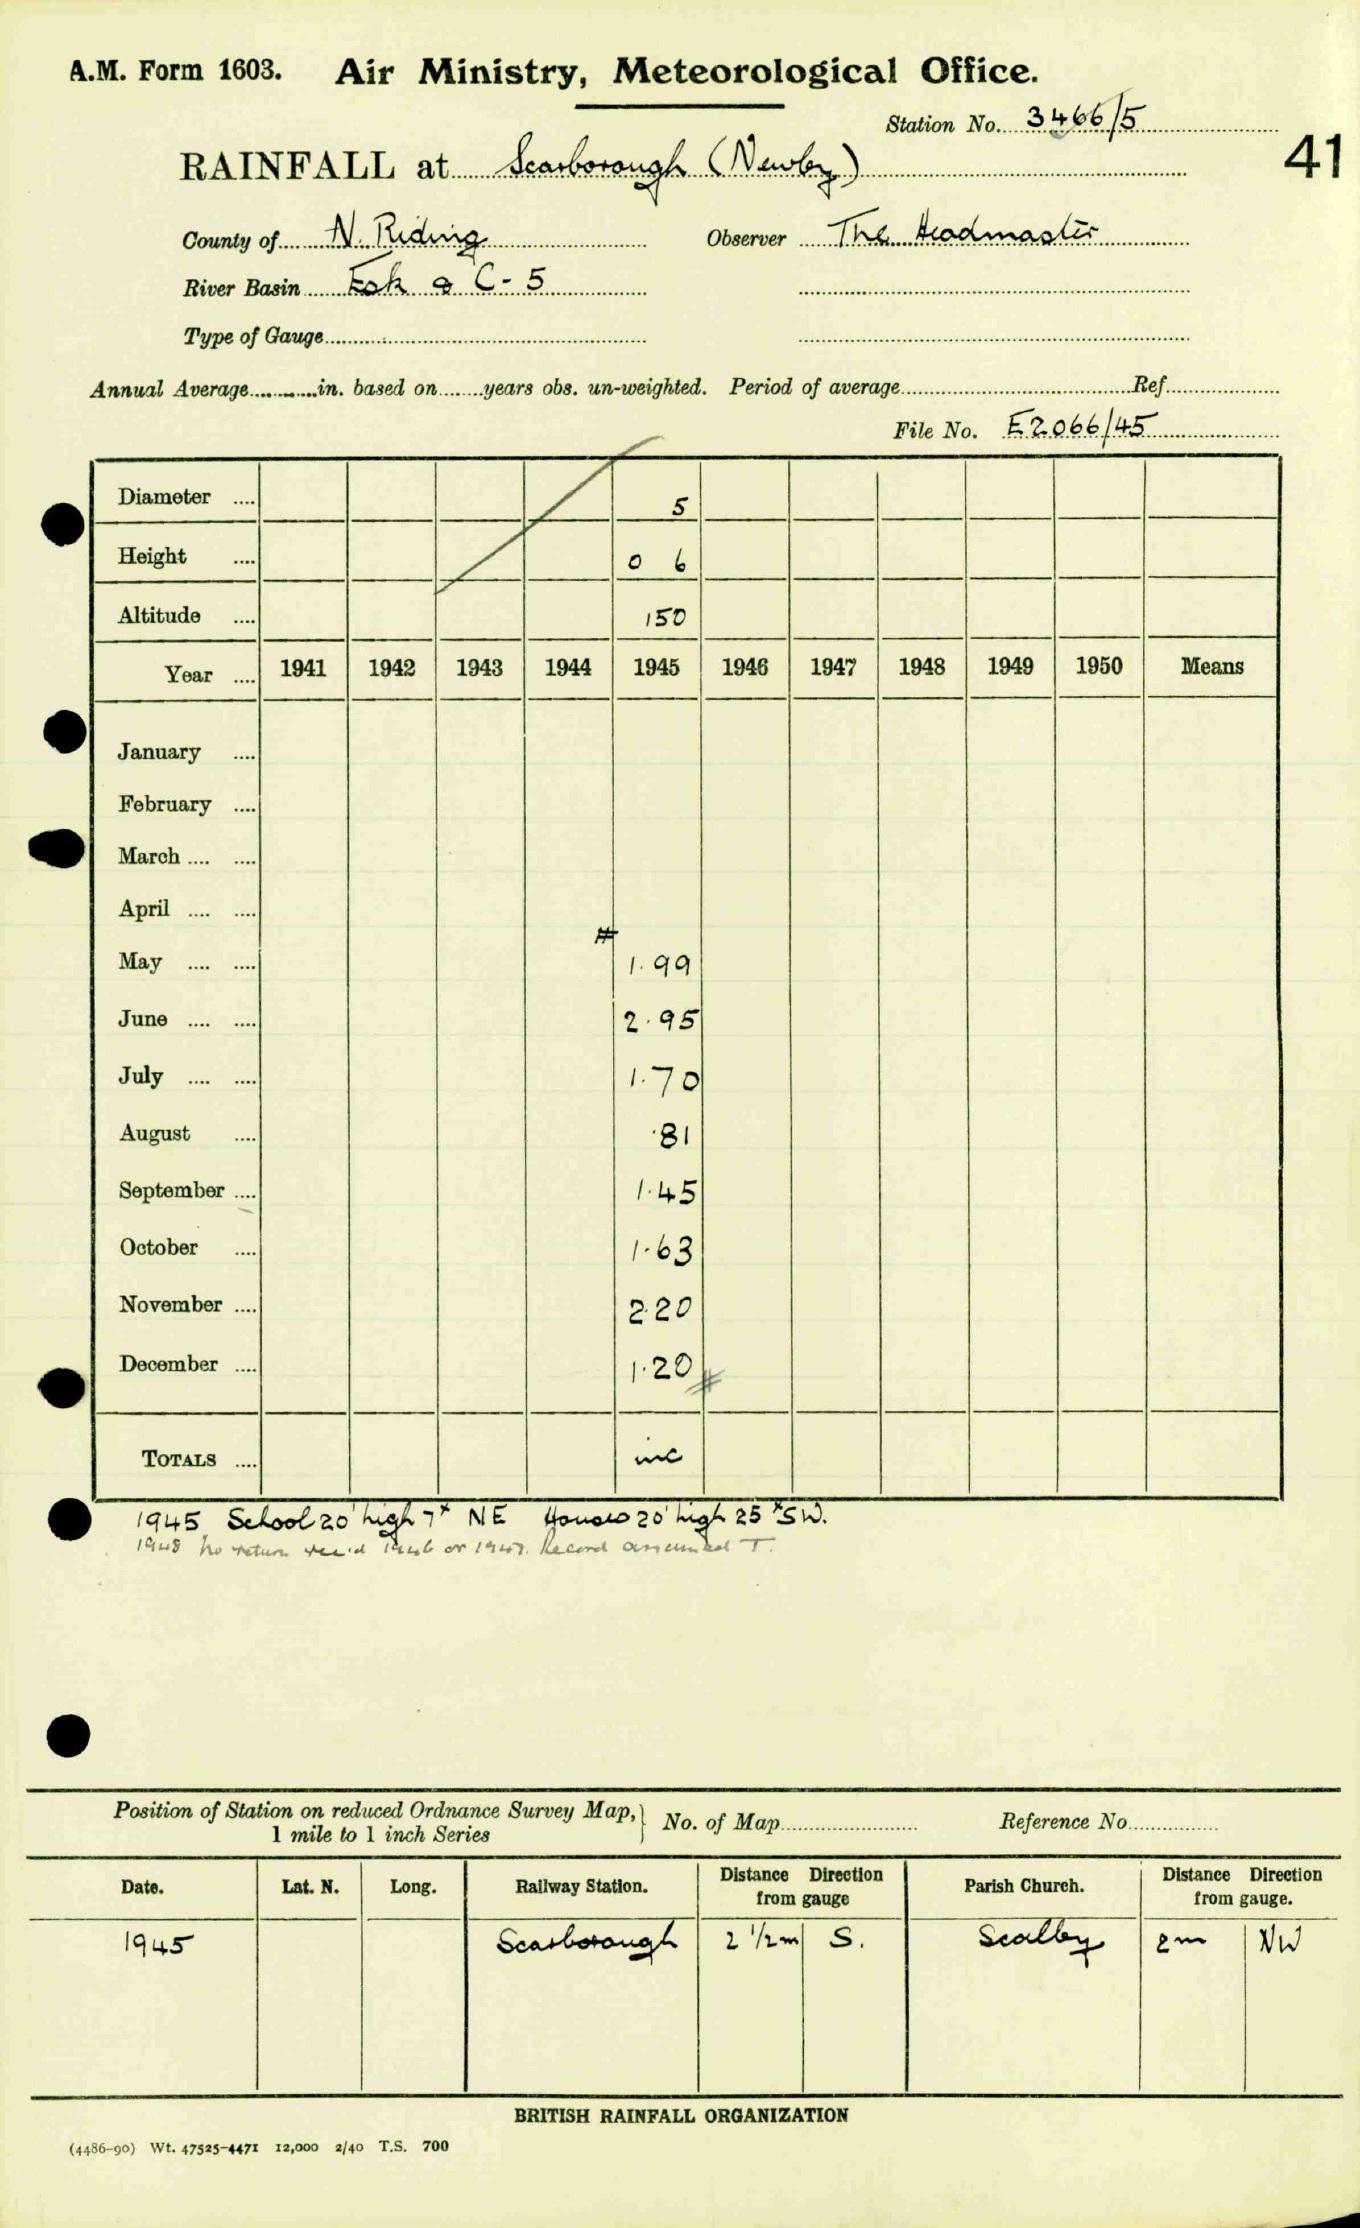 A.M. Form 1603. Air Ministry, Meteorological Office.
Station No. 3466/5
41
RAINFALL at Scarborough (Newby)
County of N. Riding Observer The Headmaster
River Basin Esk & C-5
Type of Gauge
Annual Average in. based on years obs. un-weighted. Period of average Ref
File No. E2066/45
Diameter .... 5
Height .... 0 6
Altitude .... 150
Year .... 1941 1942 1943 1944 1945 1946 1947 1948 1949 1950 Means
January ....
February ....
March .... ....
April .... ....
#
May .... .... 1.99
June .... .... 2.95
July .... .... 1.70
August .... .81
September .... 1.45
October .... 1.63
November .... 2.20
December .... 1.20 #
TOTALS .... inc
1945 School 20' high 7x NE Houses 20' high 25x SW.
1948 No return rec'd 1946 or 1947. Record assumed T.
Position of Station on reduced Ordnance Survey Map, } No. of Map Reference No
1 mile to 1 inch Series
Date. Lat. N. Long. Railway Station. Distance Direction from gauge Parish Church. Distance Direction from gauge.
1945 Scarborough 2 1/2 m S. Scalby 2m NW
BRITISH RAINFALL ORGANIZATION
(4486-90) Wt. 47525-4471 12,000 2/40 T.S. 700